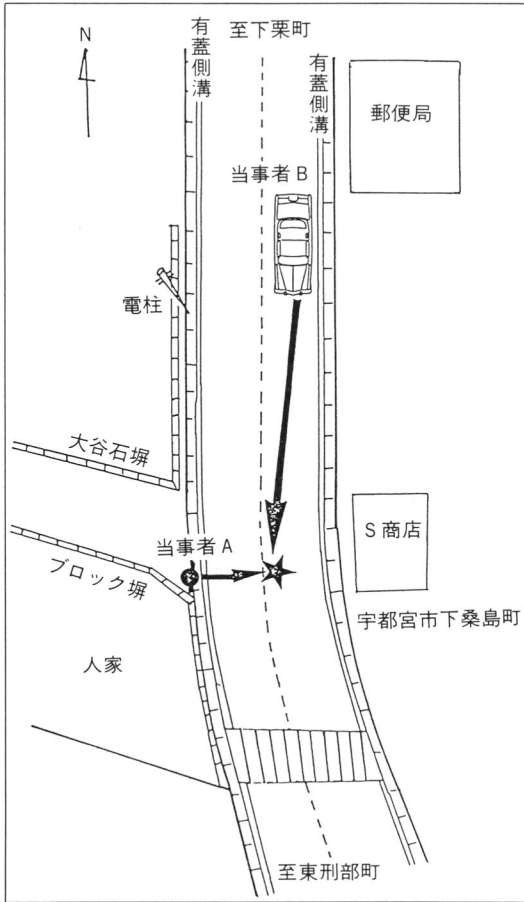 N
至下栗町
有蓋側溝
有蓋側溝
郵便局
当事者B
電柱
大谷石塀
当事者A
S商店
ブロック塀
宇都宮市下桑島町
人家
至東刑部町